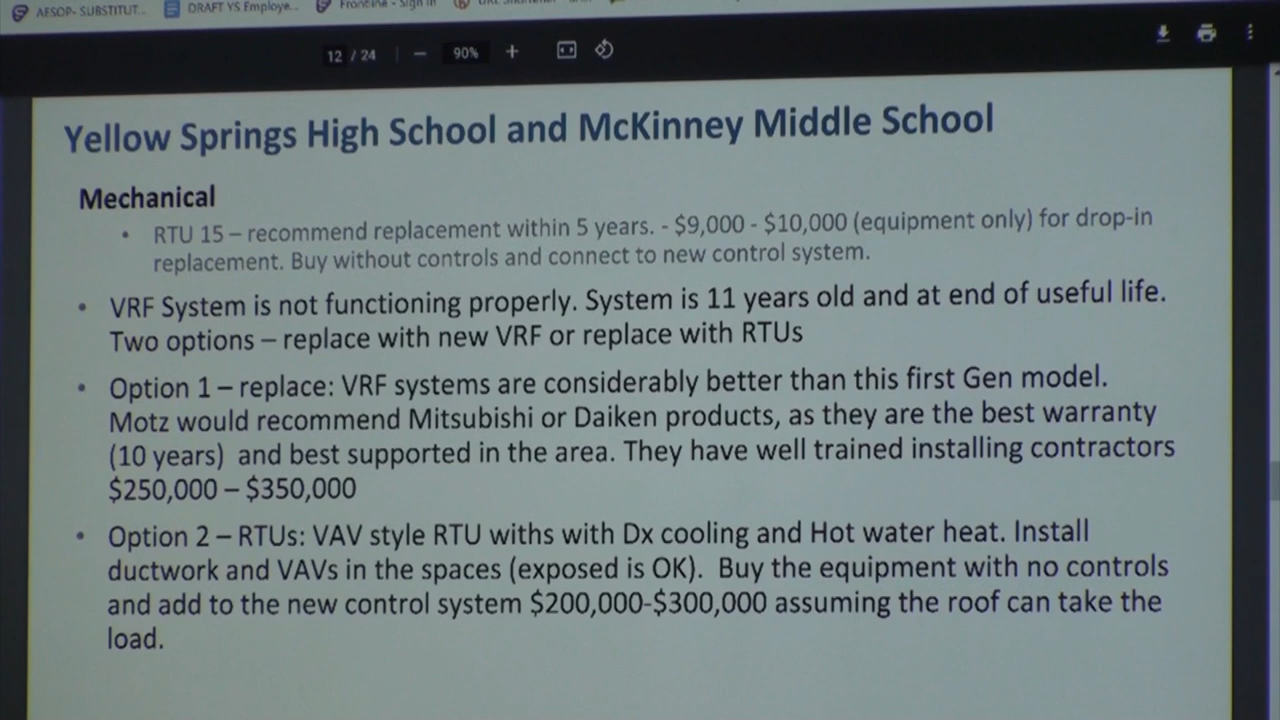 AESOP- SUBSTITUT...
DRAFT YS Employe...
Frontline - Sign In
12 / 24
90%
Yellow Springs High School and McKinney Middle School
Mechanical
• RTU 15 – recommend replacement within 5 years. - $9,000 - $10,000 (equipment only) for drop-in
replacement. Buy without controls and connect to new control system.
• VRF System is not functioning properly. System is 11 years old and at end of useful life.
Two options – replace with new VRF or replace with RTUs
• Option 1 – replace: VRF systems are considerably better than this first Gen model.
Motz would recommend Mitsubishi or Daiken products, as they are the best warranty
(10 years) and best supported in the area. They have well trained installing contractors
$250,000 – $350,000
• Option 2 – RTUs: VAV style RTU withs with Dx cooling and Hot water heat. Install
ductwork and VAVs in the spaces (exposed is OK). Buy the equipment with no controls
and add to the new control system $200,000-$300,000 assuming the roof can take the
load.